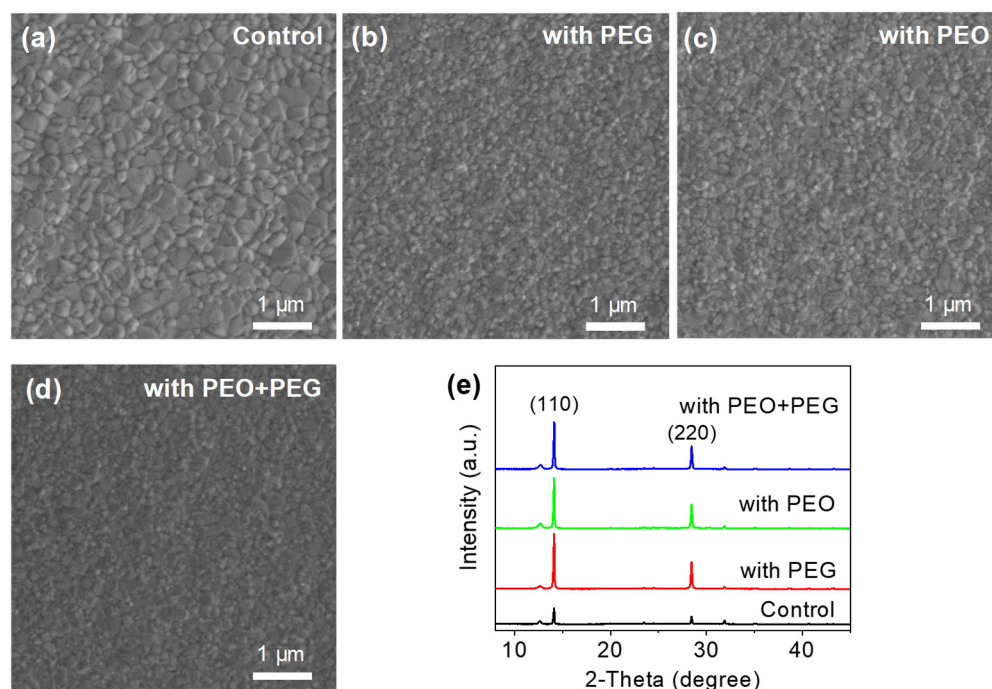 (a) Control
(b) with PEG
(c) with PEO
1 µm
1 µm
1 µm
(d) with PEO+PEG
1 µm
(e)
(110)
with PEO+PEG
(220)
with PEO
with PEG
Control
Intensity (a.u.)
10 20 30 40
2-Theta (degree)